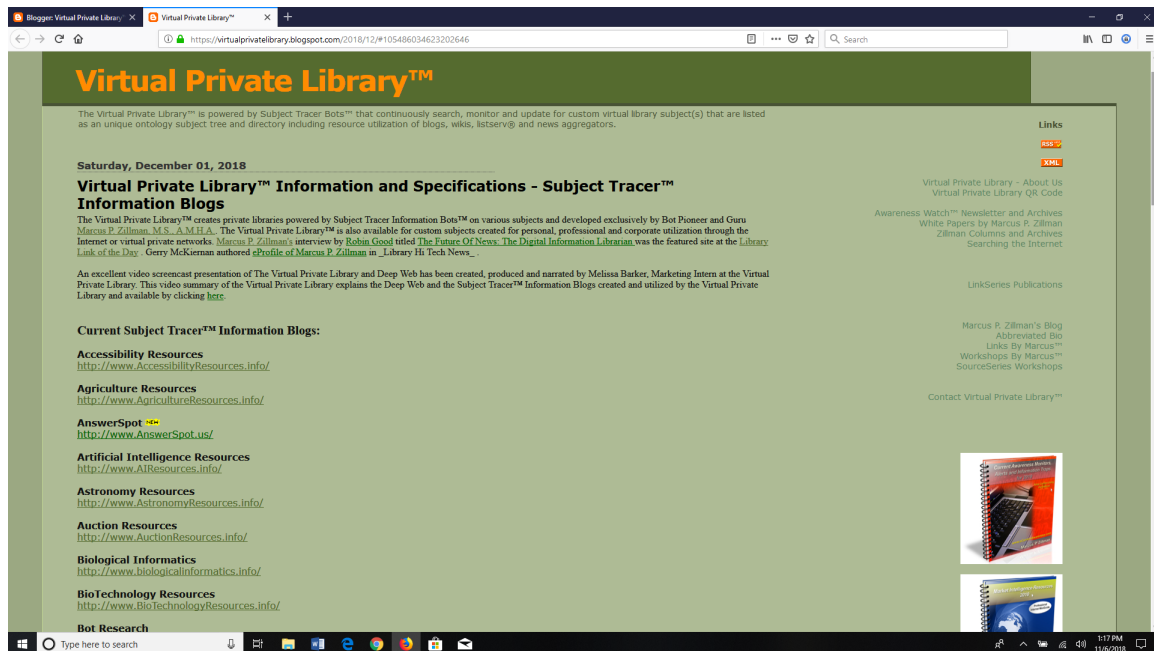 Blogger: Virtual Private Library
Virtual Private Library™
https://virtualprivatelibrary.blogspot.com/2018/12/#105486034623202646
Search
Virtual Private Library™
The Virtual Private Library™ is powered by Subject Tracer Bots™ that continuously search, monitor and update for custom virtual library subject(s) that are listed
as an unique ontology subject tree and directory including resource utilization of blogs, wikis, listserv® and news aggregators.
Saturday, December 01, 2018
Virtual Private Library™ Information and Specifications - Subject Tracer™
Information Blogs
The Virtual Private Library™ creates private libraries powered by Subject Tracer Information Bots™ on various subjects and developed exclusively by Bot Pioneer and Guru
Marcus P. Zillman, M.S., A.M.H.A.. The Virtual Private Library™ is also available for custom subjects created for personal, professional and corporate utilization through the
Internet or virtual private networks. Marcus P. Zillman's interview by Robin Good titled The Future Of News: The Digital Information Librarian was the featured site at the Library
Link of the Day . Gerry McKiernan authored eProfile of Marcus P. Zillman in _Library Hi Tech News_ .
An excellent video screencast presentation of The Virtual Private Library and Deep Web has been created, produced and narrated by Melissa Barker, Marketing Intern at the Virtual
Private Library. This video summary of the Virtual Private Library explains the Deep Web and the Subject Tracer™ Information Blogs created and utilized by the Virtual Private
Library and available by clicking here.
Current Subject Tracer™ Information Blogs:
Accessibility Resources
http://www.AccessibilityResources.info/
Agriculture Resources
http://www.AgricultureResources.info/
AnswerSpot NEW
http://www.AnswerSpot.us/
Artificial Intelligence Resources
http://www.AIResources.info/
Astronomy Resources
http://www.AstronomyResources.info/
Auction Resources
http://www.AuctionResources.info/
Biological Informatics
http://www.biologicalinformatics.info/
BioTechnology Resources
http://www.BioTechnologyResources.info/
Bot Research
Links
RSS
XML
Virtual Private Library - About Us
Virtual Private Library QR Code
Awareness Watch™ Newsletter and Archives
White Papers by Marcus P. Zillman
Zillman Columns and Archives
Searching the Internet
LinkSeries Publications
Marcus P. Zillman's Blog
Abbreviated Bio
Links By Marcus™
Workshops By Marcus™
SourceSeries Workshops
Contact Virtual Private Library™
Type here to search
1:17 PM
11/6/2018